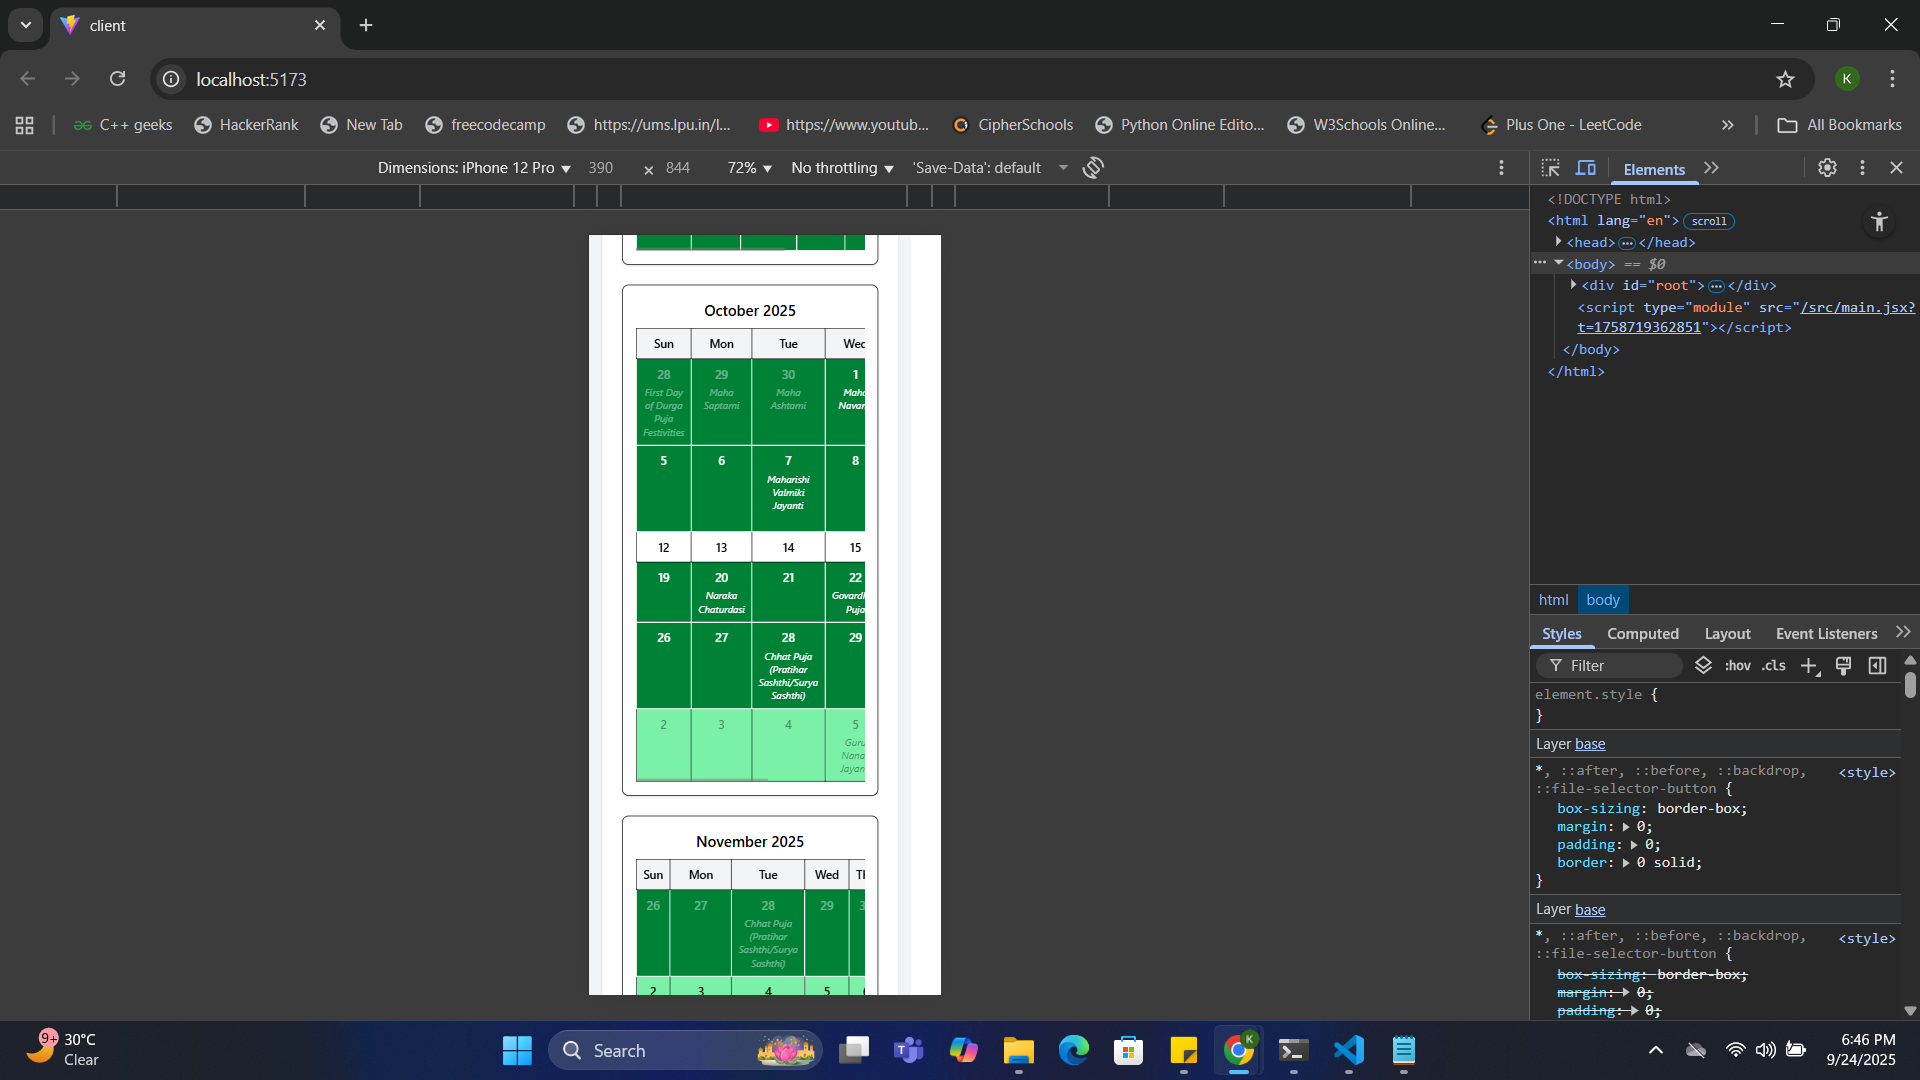 client
localhost:5173
K
C++ geeks
HackerRank
New Tab
freecodecamp
https://ums.lpu.in/l...
https://www.youtub...
CipherSchools
Python Online Edito...
W3Schools Online...
Plus One - LeetCode
All Bookmarks
Dimensions: iPhone 12 Pro 390 × 844 72% No throttling 'Save-Data': default
Elements
<!DOCTYPE html>
<html lang="en"> scroll
<head> ••• </head>
••• <body> == $0
<div id="root"> ••• </div>
<script type="module" src="/src/main.jsx?
t=1758719362851"></script>
</body>
</html>
October 2025
Sun Mon Tue Wed
28 29 30 1
First Day of Durga Puja Festivities
Maha Saptami
Maha Ashtami
Maha Navam
5 6 7 8
Maharishi Valmiki Jayanti
12 13 14 15
19 20 21 22
Naraka Chaturdasi
Govardh Puja
26 27 28 29
Chhat Puja (Pratihar Sashthi/Surya Sashthi)
2 3 4 5
Guru Nana Jayan
November 2025
Sun Mon Tue Wed Th
26 27 28 29 3
Chhat Puja (Pratihar Sashthi/Surya Sashthi)
2 3 4 5
html body
Styles Computed Layout Event Listeners
Filter :hov .cls
element.style {
}
Layer base
*, ::after, ::before, ::backdrop, <style>
::file-selector-button {
box-sizing: border-box;
margin: 0;
padding: 0;
border: 0 solid;
}
Layer base
*, ::after, ::before, ::backdrop, <style>
::file-selector-button {
box-sizing: border-box;
margin: 0;
padding: 0;
9+
30°C
Clear
Search
K
6:46 PM
9/24/2025